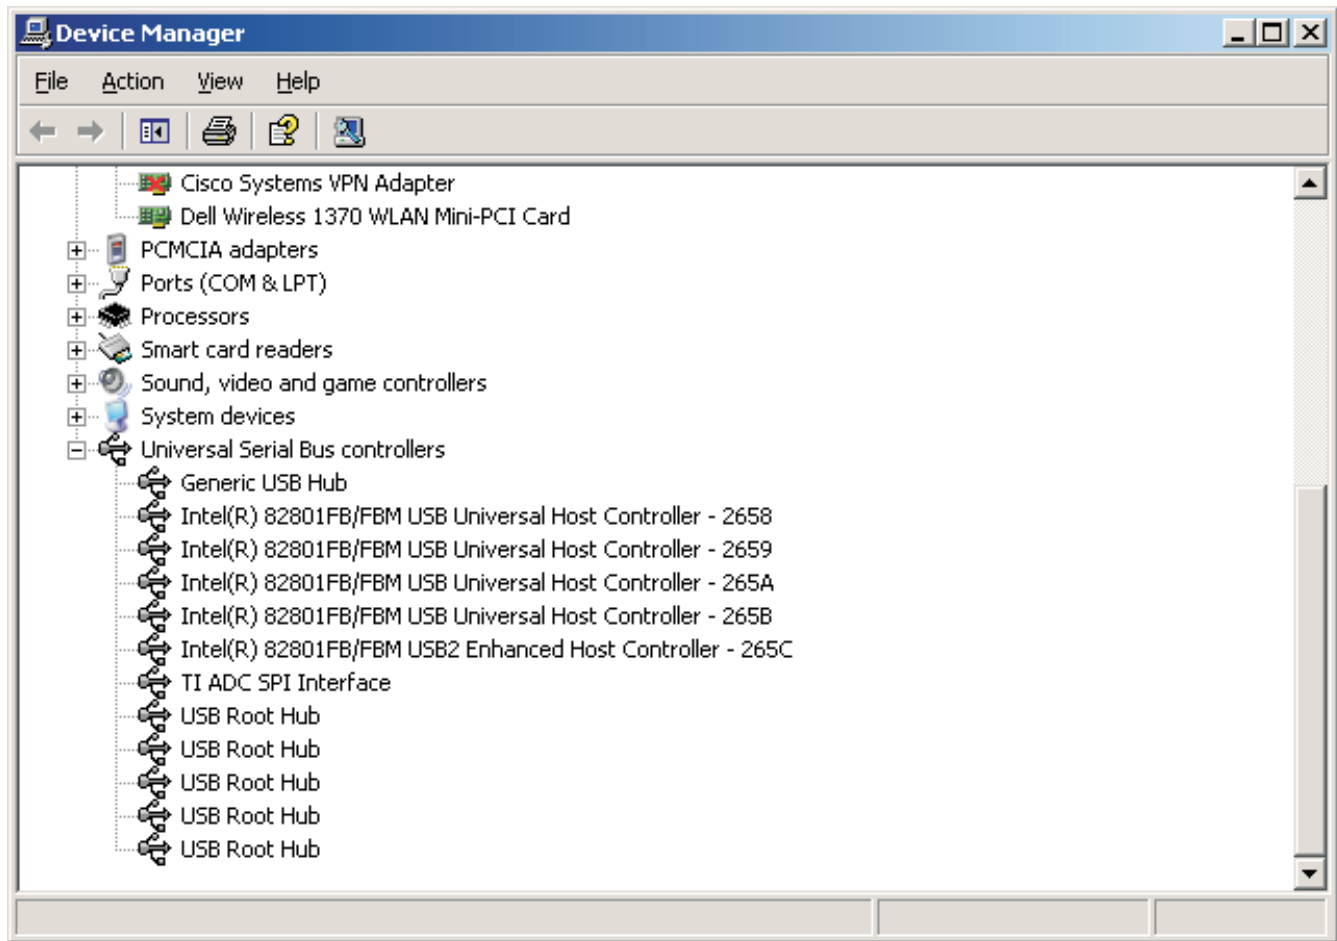 Device Manager
File Action View Help
Cisco Systems VPN Adapter
Dell Wireless 1370 WLAN Mini-PCI Card
PCMCIA adapters
Ports (COM & LPT)
Processors
Smart card readers
Sound, video and game controllers
System devices
Universal Serial Bus controllers
Generic USB Hub
Intel(R) 82801FB/FBM USB Universal Host Controller - 2658
Intel(R) 82801FB/FBM USB Universal Host Controller - 2659
Intel(R) 82801FB/FBM USB Universal Host Controller - 265A
Intel(R) 82801FB/FBM USB Universal Host Controller - 265B
Intel(R) 82801FB/FBM USB2 Enhanced Host Controller - 265C
TI ADC SPI Interface
USB Root Hub
USB Root Hub
USB Root Hub
USB Root Hub
USB Root Hub